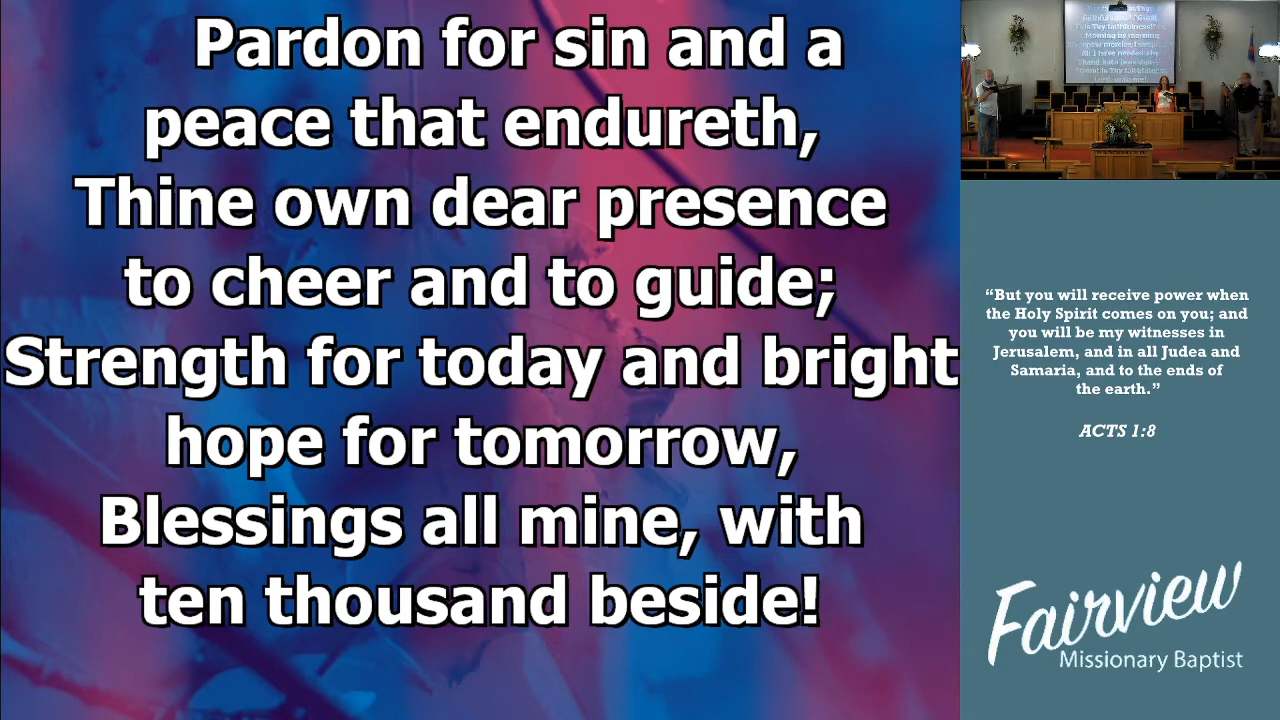 Pardon for sin and a
peace that endureth,
Thine own dear presence
to cheer and to guide;
Strength for today and bright
hope for tomorrow,
Blessings all mine, with
ten thousand beside!
“But you will receive power when
the Holy Spirit comes on you; and
you will be my witnesses in
Jerusalem, and in all Judea and
Samaria, and to the ends of
the earth.”
ACTS 1:8
Fairview
Missionary Baptist